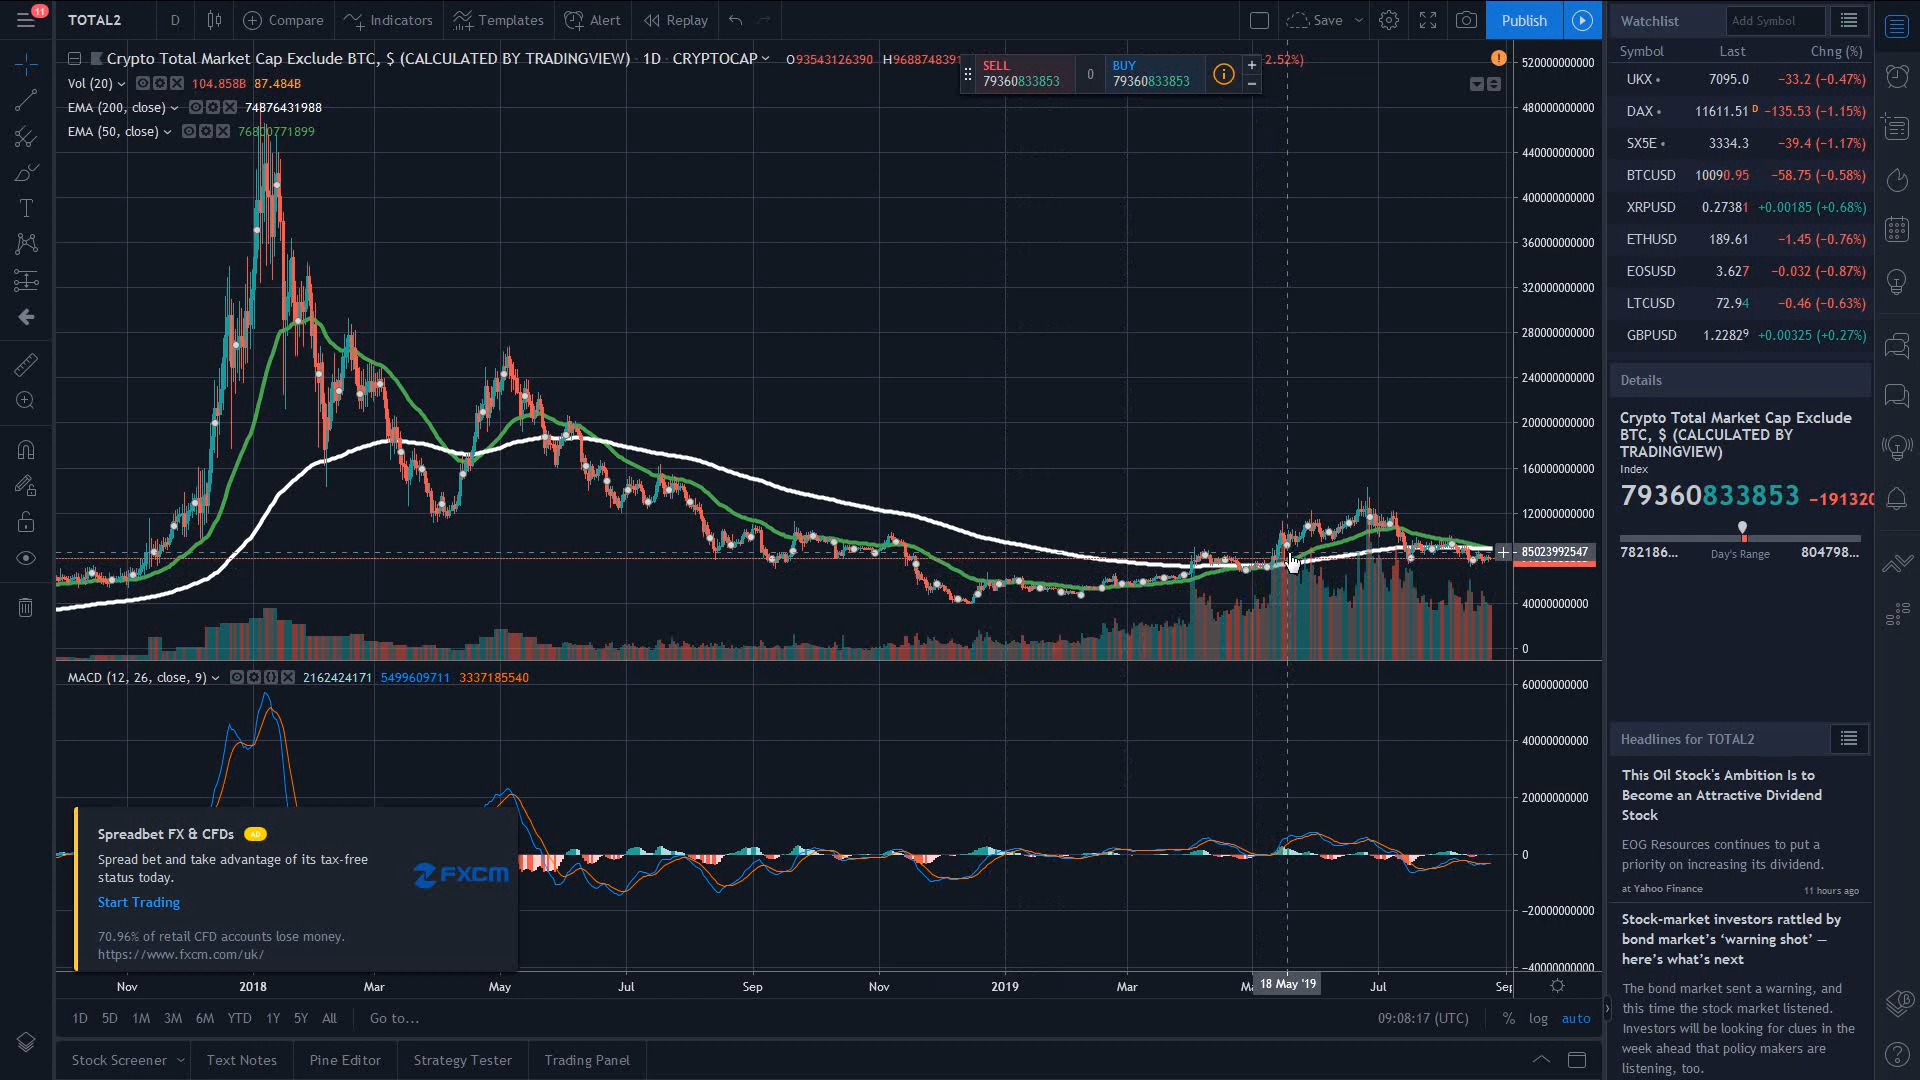 11
TOTAL2
D
Compare
Indicators
Templates
Alert
Replay
Save
Publish
Crypto Total Market Cap Exclude BTC, $ (CALCULATED BY TRADINGVIEW) · 1D · CRYPTOCAP
O93543126390 H9688748391
2.52%)
SELL
79360833853
0
BUY
79360833853
Vol (20) 104.858B 87.484B
EMA (200, close) 74876431988
EMA (50, close) 76800771899
520000000000
480000000000
440000000000
400000000000
360000000000
320000000000
280000000000
240000000000
200000000000
160000000000
120000000000
85023992547
40000000000
0
MACD (12, 26, close, 9) 2162424171 5499609711 3337185540
60000000000
40000000000
20000000000
0
−20000000000
−40000000000
Spreadbet FX & CFDs AD
Spread bet and take advantage of its tax-free
status today.
Start Trading
FXCM
70.96% of retail CFD accounts lose money.
https://www.fxcm.com/uk/
Nov 2018 Mar May Jul Sep Nov 2019 Mar 18 May '19 Jul
1D 5D 1M 3M 6M YTD 1Y 5Y All Go to...
09:08:17 (UTC) % log auto
Stock Screener Text Notes Pine Editor Strategy Tester Trading Panel
Watchlist
Add Symbol
Symbol Last Chng (%)
UKX 7095.0 −33.2 (−0.47%)
DAX 11611.51 D −135.53 (−1.15%)
SX5E 3334.3 −39.4 (−1.17%)
BTCUSD 10090.95 −58.75 (−0.58%)
XRPUSD 0.27381 +0.00185 (+0.68%)
ETHUSD 189.61 −1.45 (−0.76%)
EOSUSD 3.627 −0.032 (−0.87%)
LTCUSD 72.94 −0.46 (−0.63%)
GBPUSD 1.22829 +0.00325 (+0.27%)
Details
Crypto Total Market Cap Exclude
BTC, $ (CALCULATED BY
TRADINGVIEW)
Index
79360833853 −191320
782186... Day's Range 804798...
Headlines for TOTAL2
This Oil Stock's Ambition Is to
Become an Attractive Dividend
Stock
EOG Resources continues to put a
priority on increasing its dividend.
at Yahoo Finance 11 hours ago
Stock-market investors rattled by
bond market's ‘warning shot’ —
here's what's next
The bond market sent a warning, and
this time the stock market listened.
Investors will be looking for clues in the
week ahead that policy makers are
listening, too.